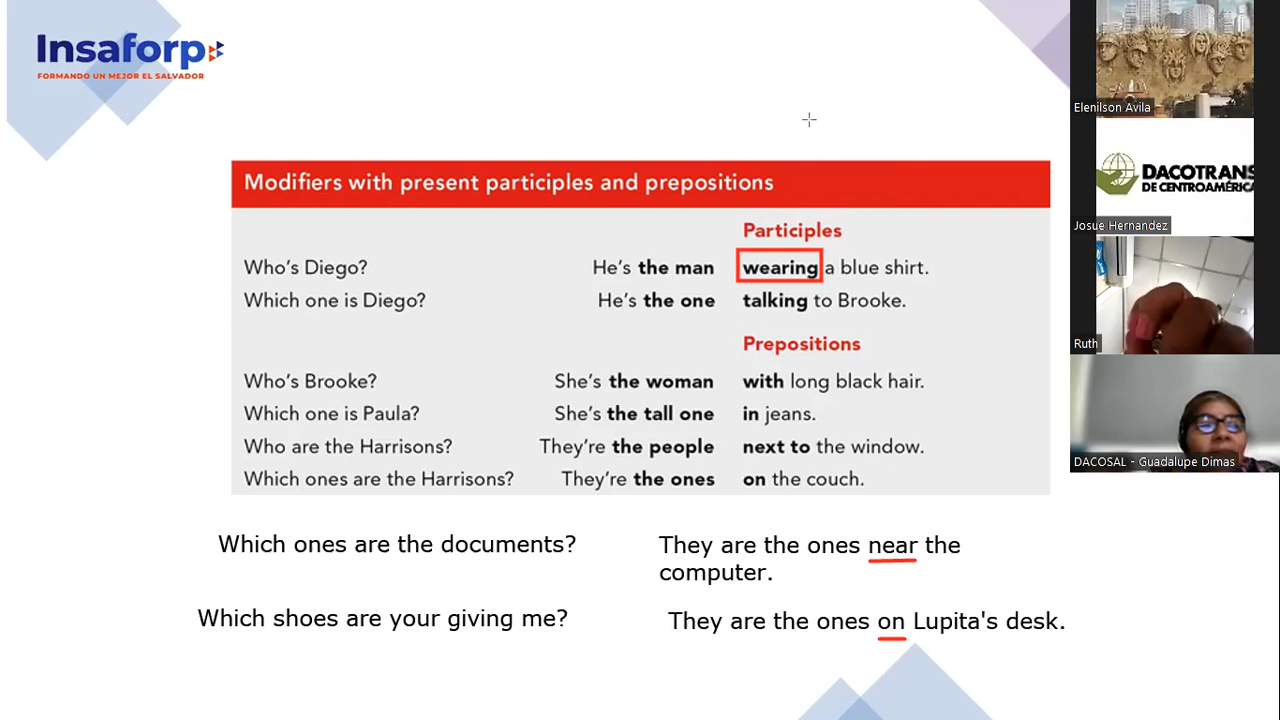 Insaforp
FORMANDO UN MEJOR EL SALVADOR
Elenilson Avila
DACOTRANS
DE CENTROAMÉRICA
Josue Hernandez
Ruth
DACOSAL - Guadalupe Dimas
Modifiers with present participles and prepositions
Participles
Who's Diego? He's the man wearing a blue shirt.
Which one is Diego? He's the one talking to Brooke.
Prepositions
Who's Brooke? She's the woman with long black hair.
Which one is Paula? She's the tall one in jeans.
Who are the Harrisons? They're the people next to the window.
Which ones are the Harrisons? They're the ones on the couch.
Which ones are the documents? They are the ones near the
computer.
Which shoes are your giving me? They are the ones on Lupita's desk.